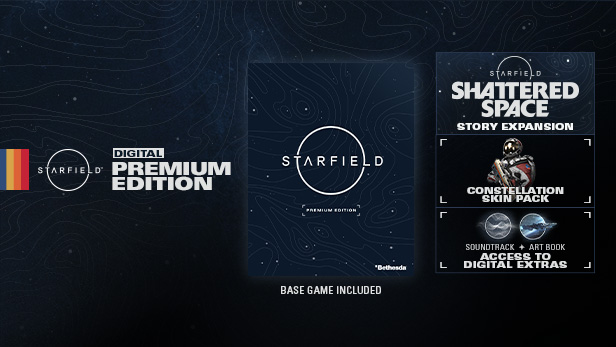 STARFIELD
DIGITAL
PREMIUM
EDITION
STARFIELD
PREMIUM EDITION
Bethesda
BASE GAME INCLUDED
STARFIELD
SHATTERED
SPACE
STORY EXPANSION
CONSTELLATION
SKIN PACK
SOUNDTRACK + ART BOOK
ACCESS TO
DIGITAL EXTRAS